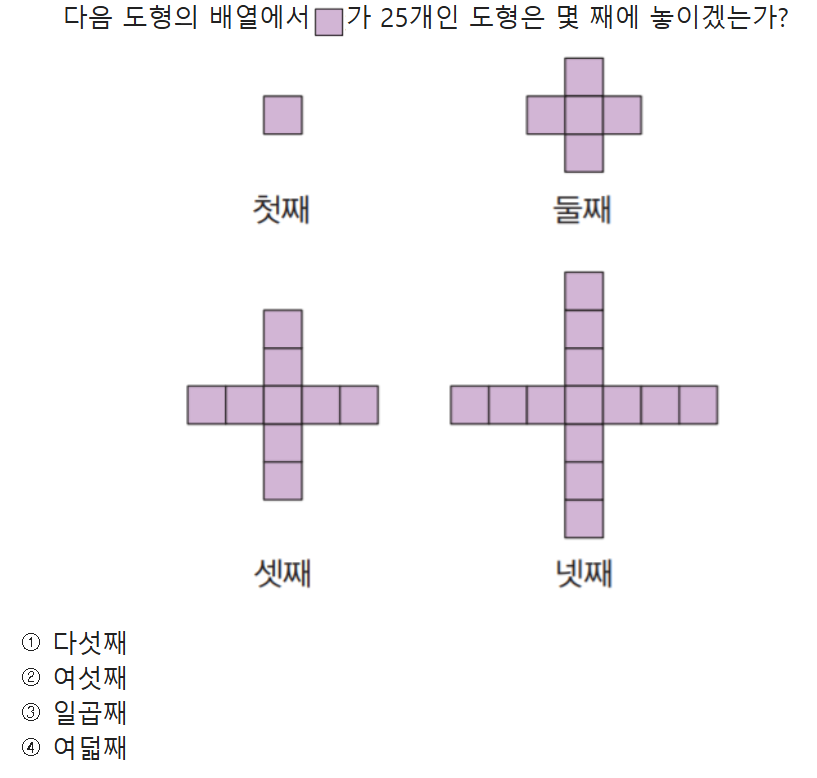 다음 도형의 배열에서 가 25개인 도형은 몇 째에 놓이겠는가?
첫째
둘째
셋째
넷째
① 다섯째
② 여섯째
③ 일곱째
④ 여덟째